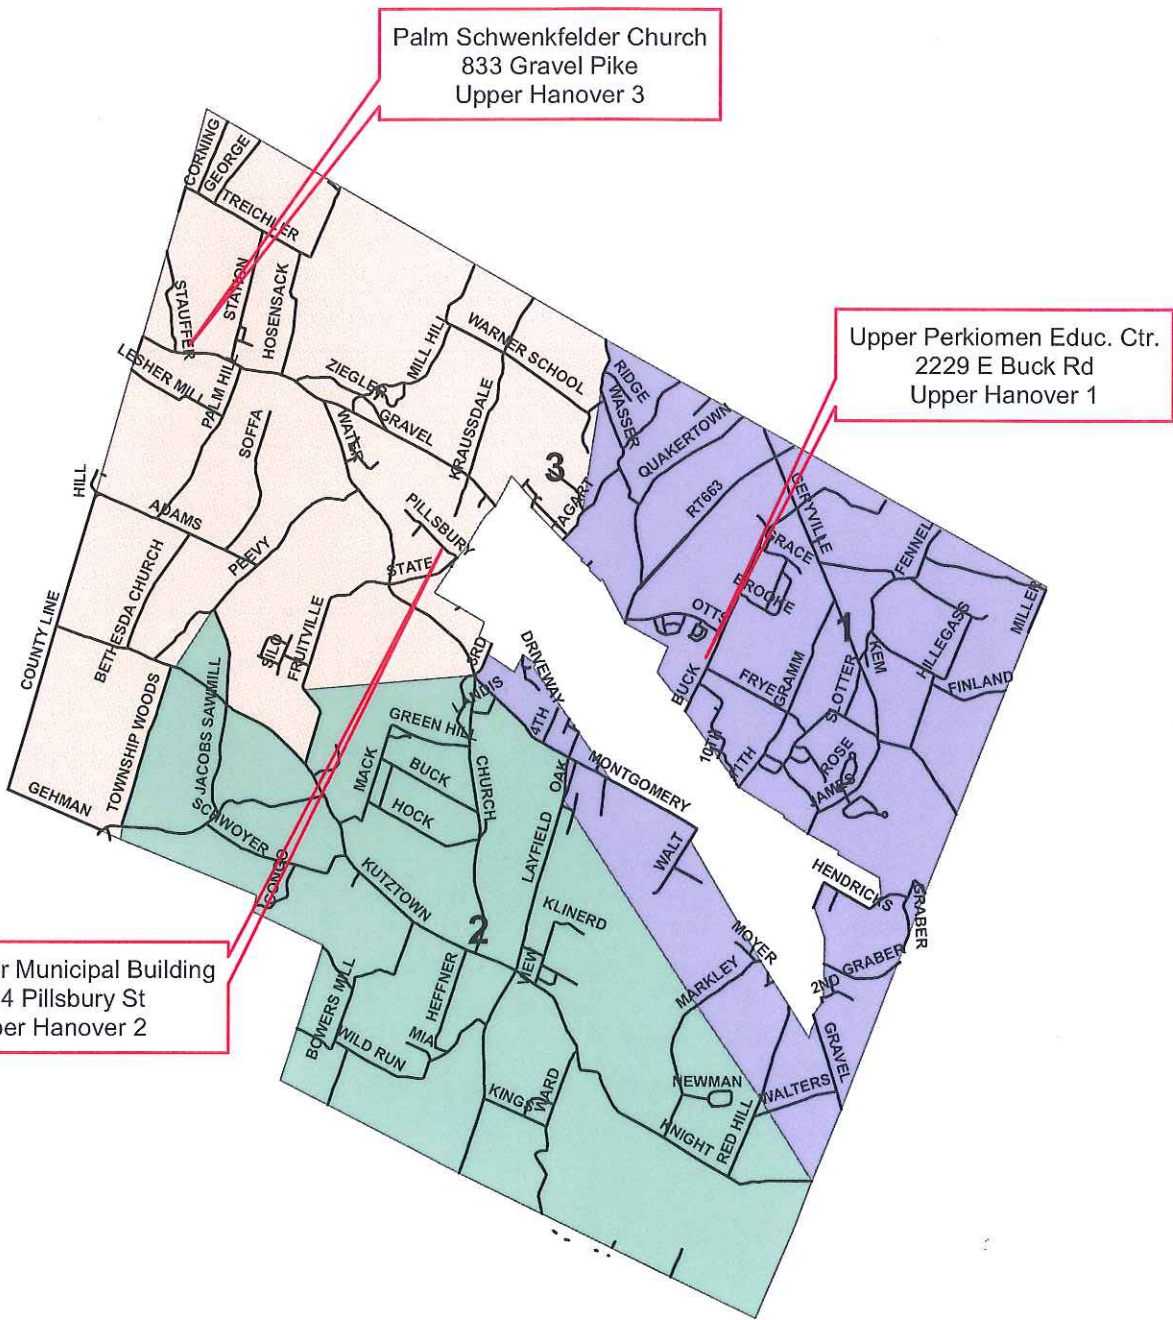 Palm Schwenkfelder Church
833 Gravel Pike
Upper Hanover 3
Upper Perkiomen Educ. Ctr.
2229 E Buck Rd
Upper Hanover 1
r Municipal Building
4 Pillsbury St
er Hanover 2
CORNING
GEORGE
TREICHLER
STAUFFER
STATION
HOSENSACK
LESHER MILL
PALM HILL
ZIEGLER
MILL HILL
WARNER SCHOOL
SOFFA
WATER
GRAVEL
KRAUSSDALE
3
TAGART
HILL
ADAMS
PEEVY
PILLSBURY
STATE
BETHESDA CHURCH
COUNTY LINE
SILO
FRUITVILLE
TOWNSHIP WOODS
GEHMAN
RIDGE
WASSER
QUAKERTOWN
RT663
GERYVILLE
GRACE
BROOKE
FENNEL
OTTS
1
MILLER
HILLEGASS
KEM
FINLAND
BUCK
FRYE
GRAMM
SLOTTER
10TH
11TH
ROSE
JAMES
3RD
LANDIS
DRIVEWAY
4TH
MONTGOMERY
OAK
WALT
HENDRICKS
GRABER
GRABER
2ND
MOYER
MARKLEY
GRAVEL
WALTERS
JACOBS SAWMILL
SCHWOYER
CONGO
MACK
GREEN HILL
BUCK
HOCK
CHURCH
LAYFIELD
KUTZTOWN
2
KLINERD
VIEW
HEFFNER
BOWERS MILL
WILD RUN
MIA
KINGS
WARD
NEWMAN
KNIGHT
RED HILL